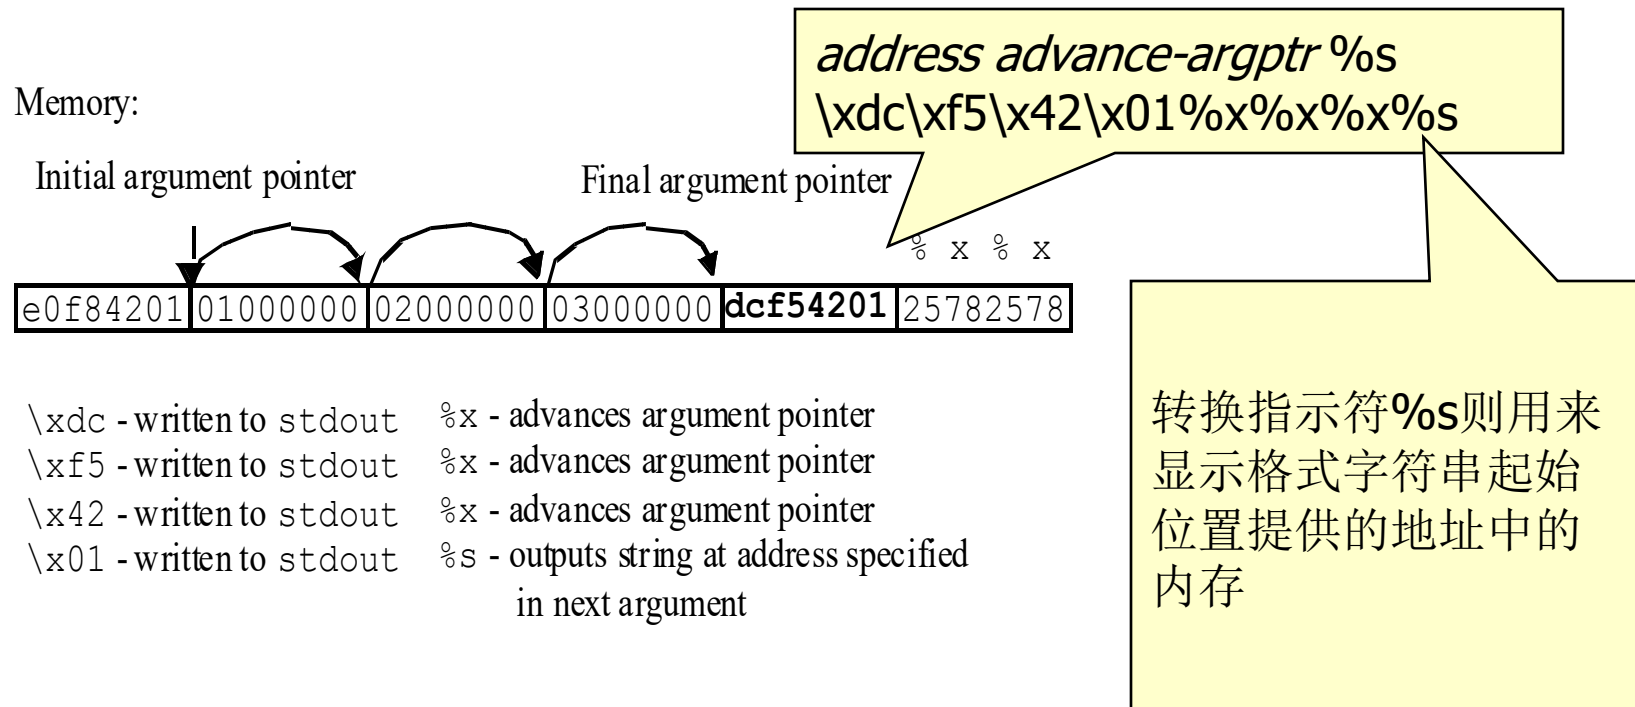 address advance-argptr %s
\xdc\xf5\x42\x01%x%x%x%s
Memory:
Initial argument pointer
Final argument pointer
% x % x
e0f84201 01000000 02000000 03000000 dcf54201 25782578
\xdc - written to stdout %x - advances argument pointer
\xf5 - written to stdout %x - advances argument pointer
\x42 - written to stdout %x - advances argument pointer
\x01 - written to stdout %s - outputs string at address specified
in next argument
转换指示符%s则用来
显示格式字符串起始
位置提供的地址中的
内存